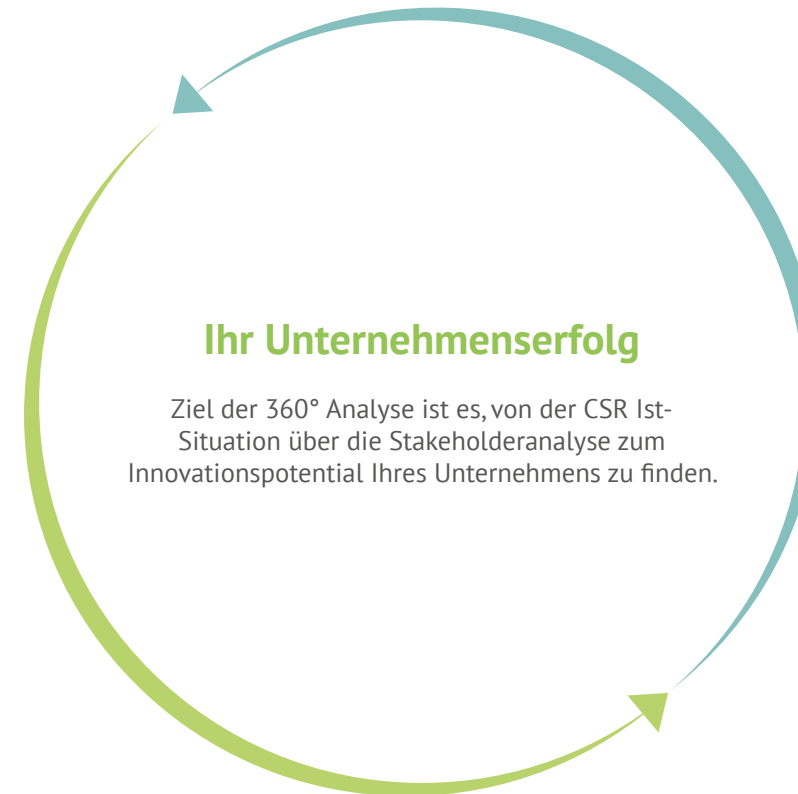 Ihr Unternehmenserfolg
Ziel der 360° Analyse ist es, von der CSR Ist-
Situation über die Stakeholderanalyse zum
Innovationspotential Ihres Unternehmens zu finden.